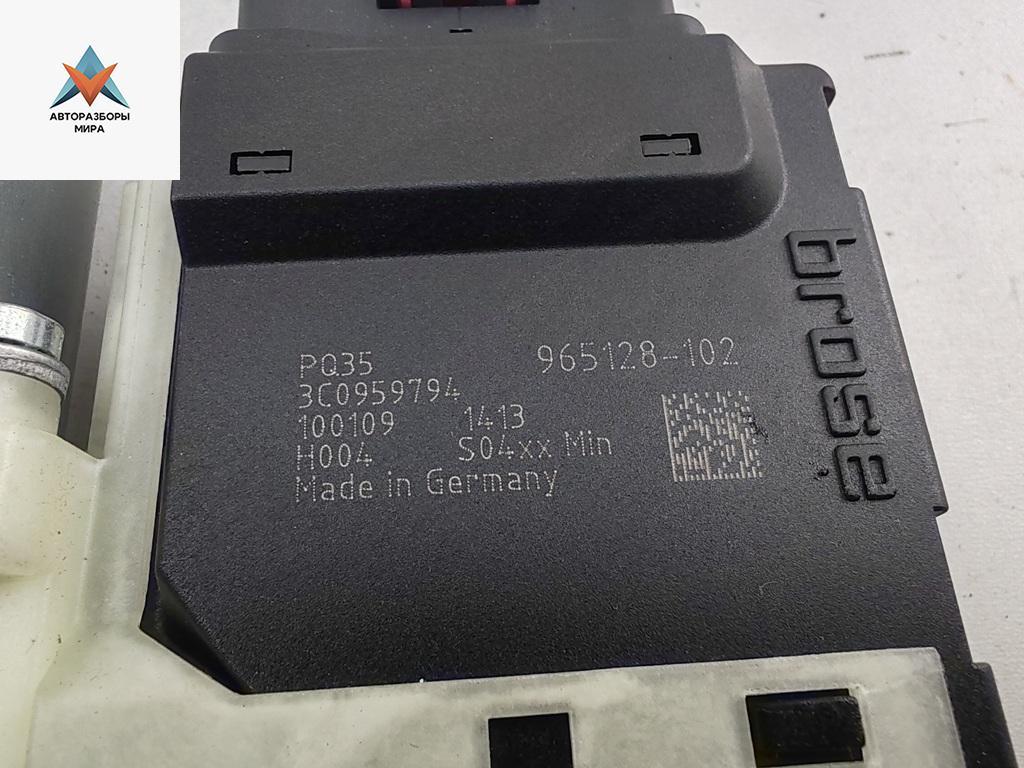 АВТОРАЗБОРЫ
МИРА
brose
PQ35 965128-102
3C0959794
100109 1413
H004 S04xx Min
Made in Germany